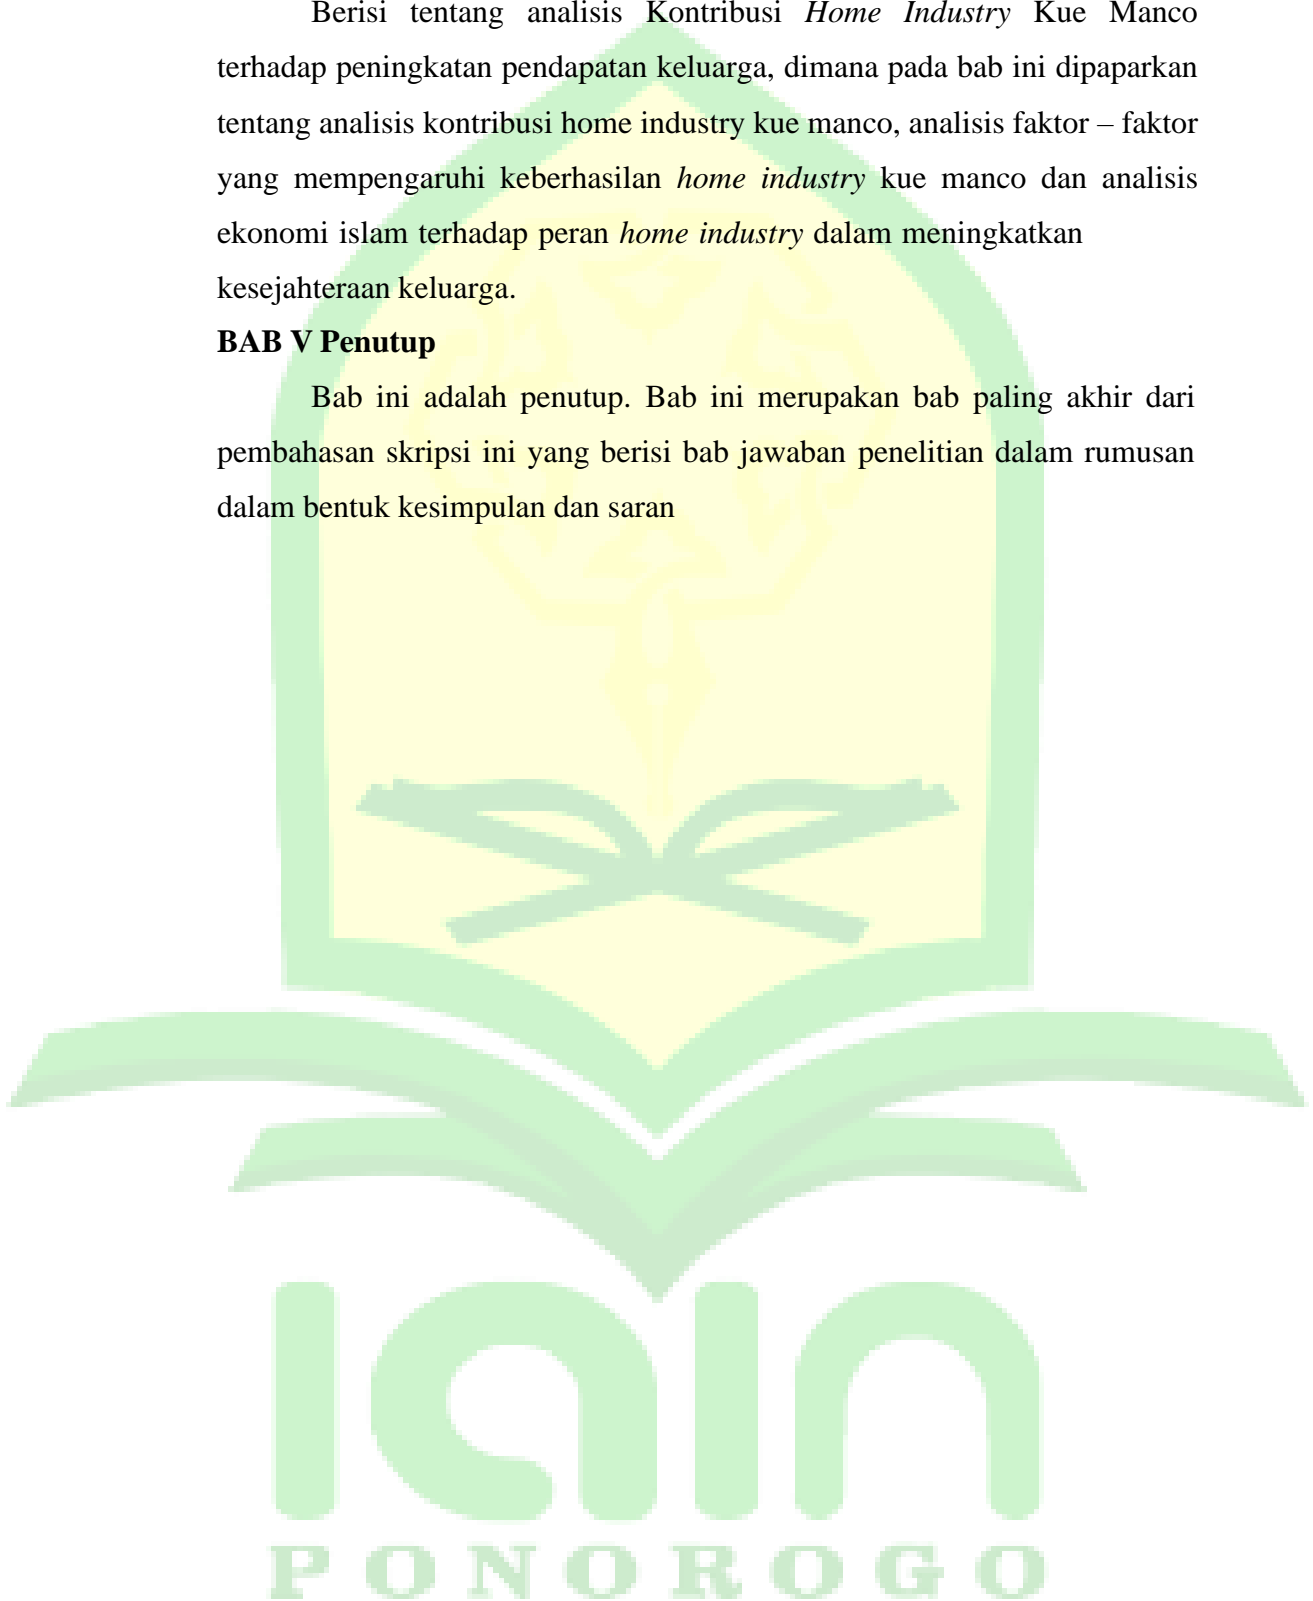 Berisi tentang analisis Kontribusi Home Industry Kue Manco
terhadap peningkatan pendapatan keluarga, dimana pada bab ini dipaparkan
tentang analisis kontribusi home industry kue manco, analisis faktor – faktor
yang mempengaruhi keberhasilan home industry kue manco dan analisis
ekonomi islam terhadap peran home industry dalam meningkatkan
kesejahteraan keluarga.
BAB V Penutup
Bab ini adalah penutup. Bab ini merupakan bab paling akhir dari
pembahasan skripsi ini yang berisi bab jawaban penelitian dalam rumusan
dalam bentuk kesimpulan dan saran
iain
PONOROGO